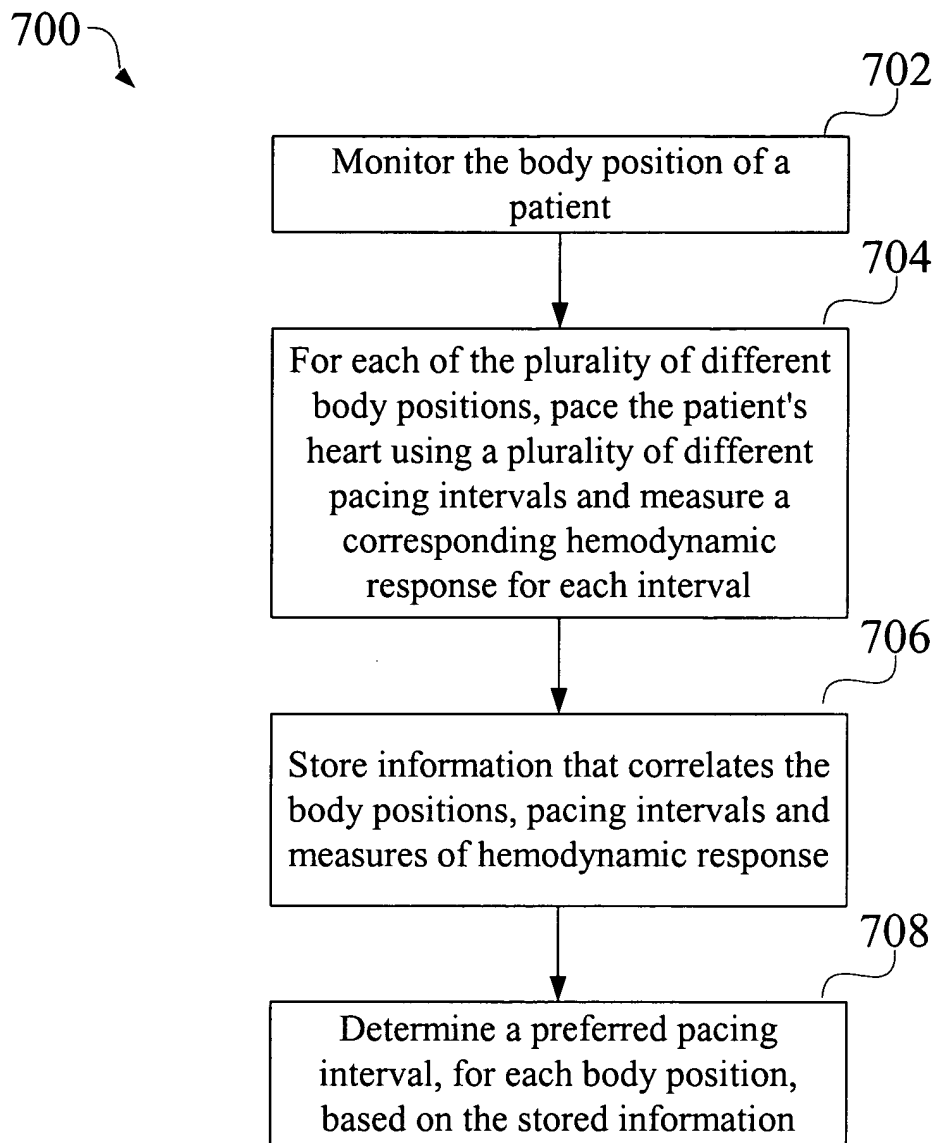 700
702
Monitor the body position of a
patient
704
For each of the plurality of different
body positions, pace the patient's
heart using a plurality of different
pacing intervals and measure a
corresponding hemodynamic
response for each interval
706
Store information that correlates the
body positions, pacing intervals and
measures of hemodynamic response
708
Determine a preferred pacing
interval, for each body position,
based on the stored information